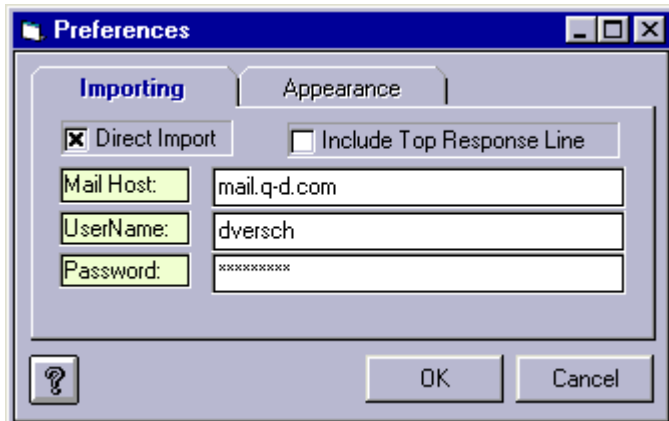 Preferences
Importing Appearance
Direct Import Include Top Response Line
Mail Host: mail.q-d.com
UserName: dversch
Password: *********
? OK Cancel